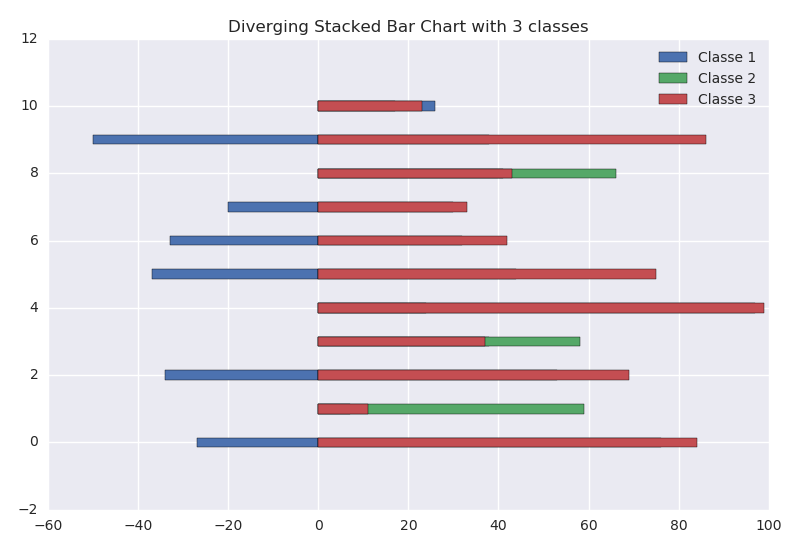 Diverging Stacked Bar Chart with 3 classes
12
10
8
6
4
2
0
−2
Classe 1
Classe 2
Classe 3
−60 −40 −20 0 20 40 60 80 100